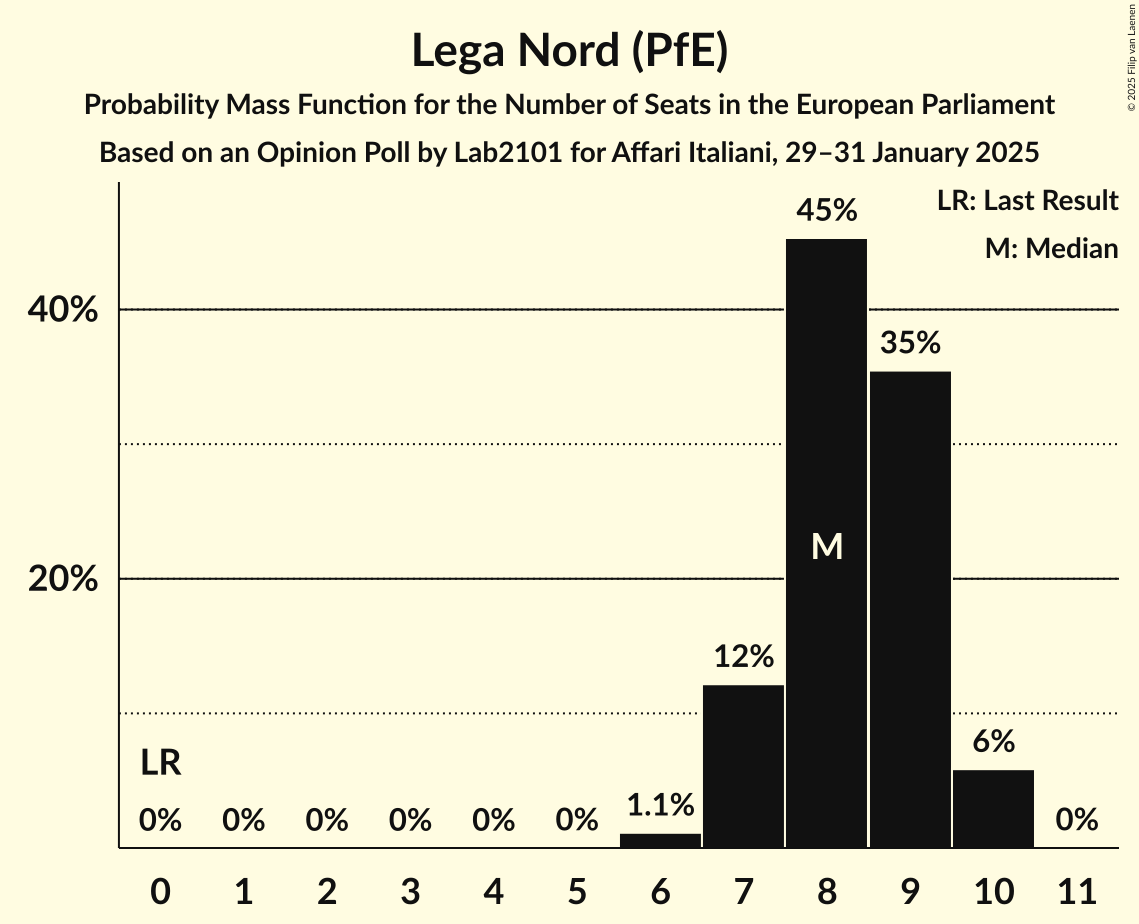 Lega Nord (PfE)
Probability Mass Function for the Number of Seats in the European Parliament
Based on an Opinion Poll by Lab2101 for Affari Italiani, 29–31 January 2025
© 2025 Filip van Laenen
LR: Last Result
M: Median
45%
40%
35%
M
20%
12%
LR
6%
0% 0% 0% 0% 0% 0% 1.1% 0%
0 1 2 3 4 5 6 7 8 9 10 11